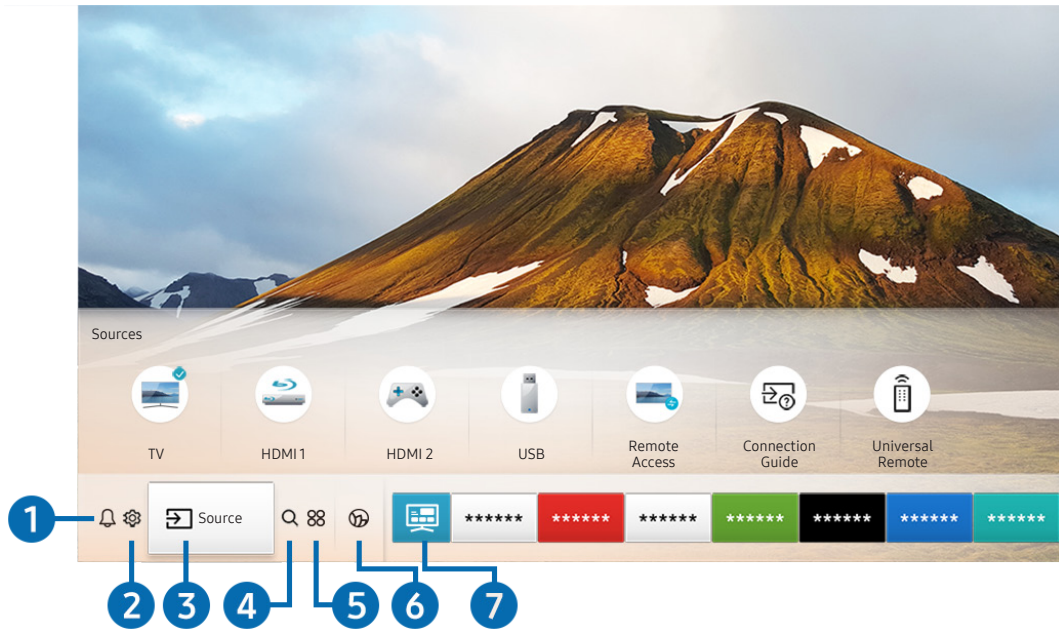 Sources
TV
HDMI 1
HDMI 2
USB
Remote
Access
Connection
Guide
Universal
Remote
1
Source
******
******
******
******
******
******
******
2
3
4
5
6
7